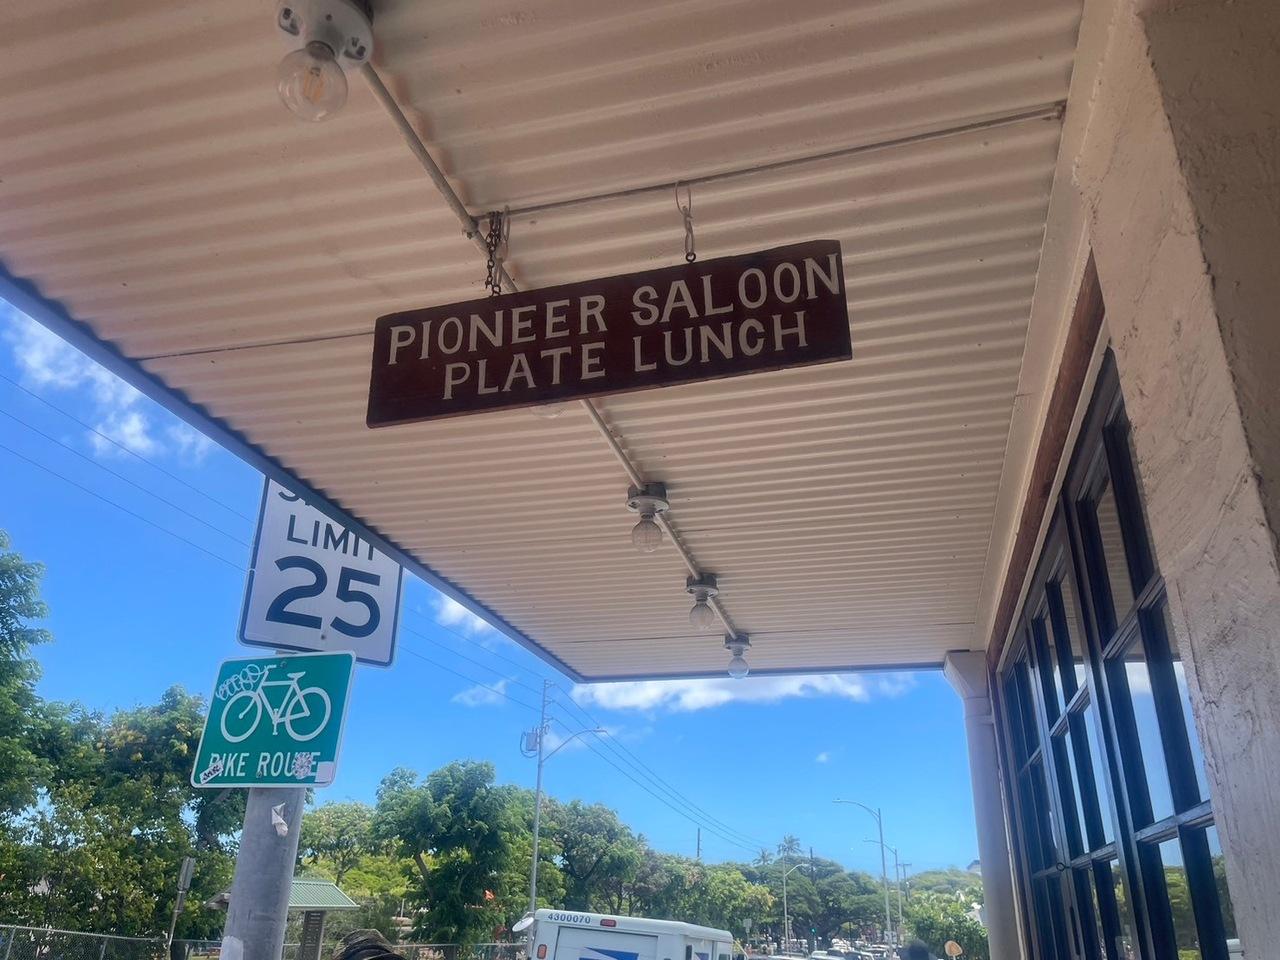 PIONEER SALOON
PLATE LUNCH
LIMIT
25
BIKE ROUTE
4300070